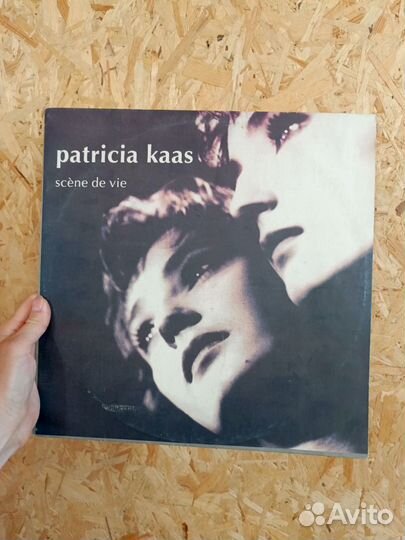 patricia kaas
scène de vie
Avito